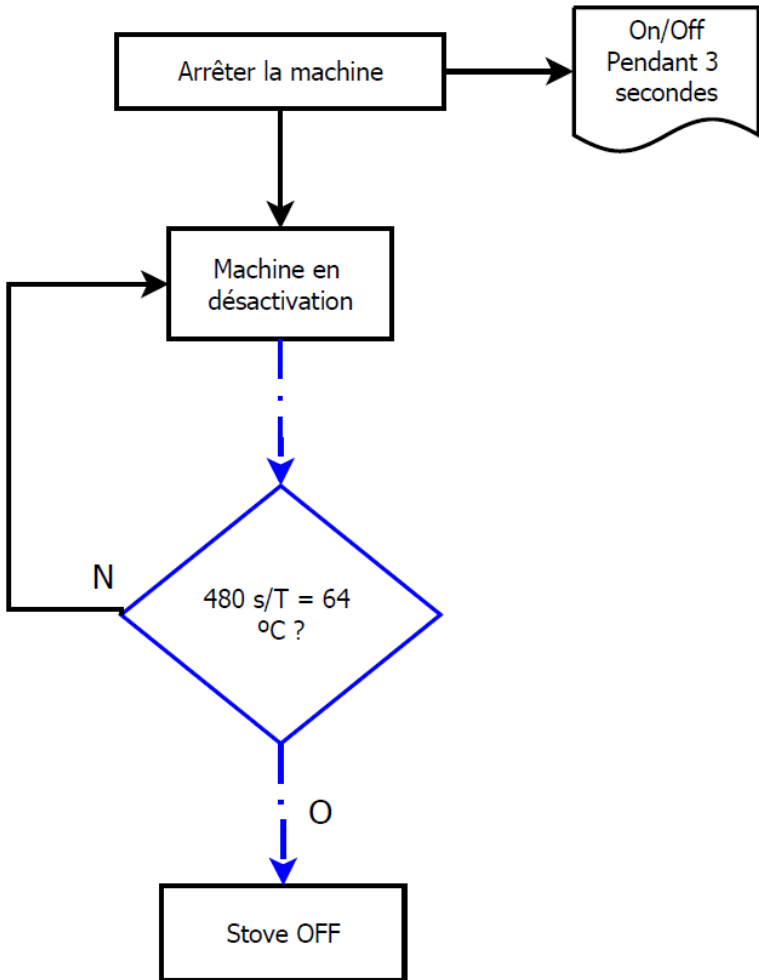 Arrêter la machine
On/Off
Pendant 3
secondes
Machine en
désactivation
N
480 s/T = 64
ºC ?
O
Stove OFF